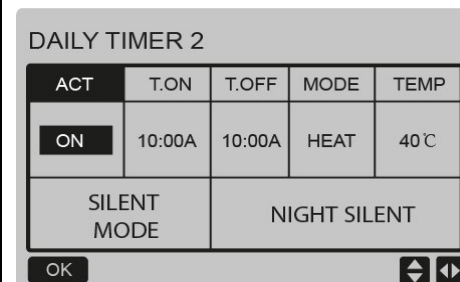 DAILY TIMER 2
ACT T.ON T.OFF MODE TEMP
ON 10:00A 10:00A HEAT 40℃
SILENT
MODE
NIGHT SILENT
OK